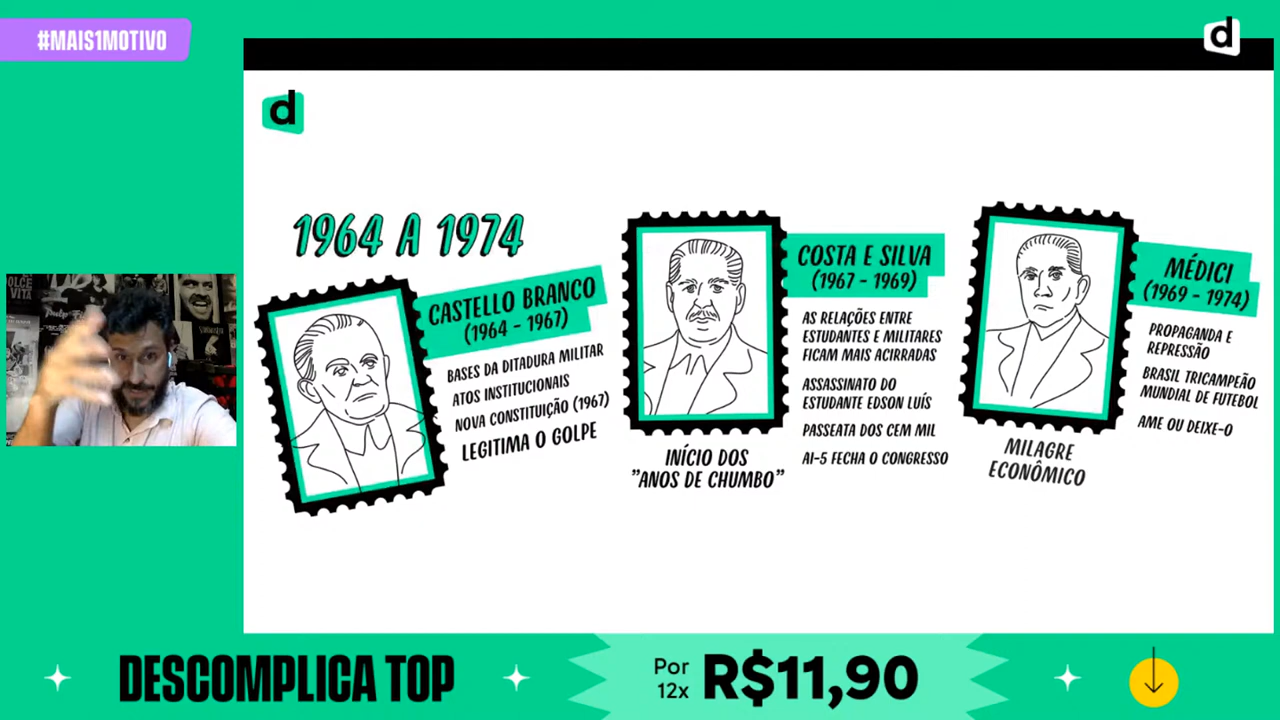 #MAIS1MOTIVO
d
d
1964 A 1974
CASTELLO BRANCO
(1964 - 1967)
BASES DA DITADURA MILITAR
ATOS INSTITUCIONAIS
NOVA CONSTITUIÇÃO (1967)
LEGITIMA O GOLPE
COSTA E SILVA
(1967 - 1969)
AS RELAÇÕES ENTRE
ESTUDANTES E MILITARES
FICAM MAIS ACIRRADAS
ASSASSINATO DO
ESTUDANTE EDSON LUÍS
PASSEATA DOS CEM MIL
AI-5 FECHA O CONGRESSO
INÍCIO DOS
"ANOS DE CHUMBO"
MÉDICI
(1969 - 1974)
PROPAGANDA E
REPRESSÃO
BRASIL TRICAMPEÃO
MUNDIAL DE FUTEBOL
AME OU DEIXE-O
MILAGRE
ECONÔMICO
VITA
DESCOMPLICA TOP
Por
12x
R$11,90